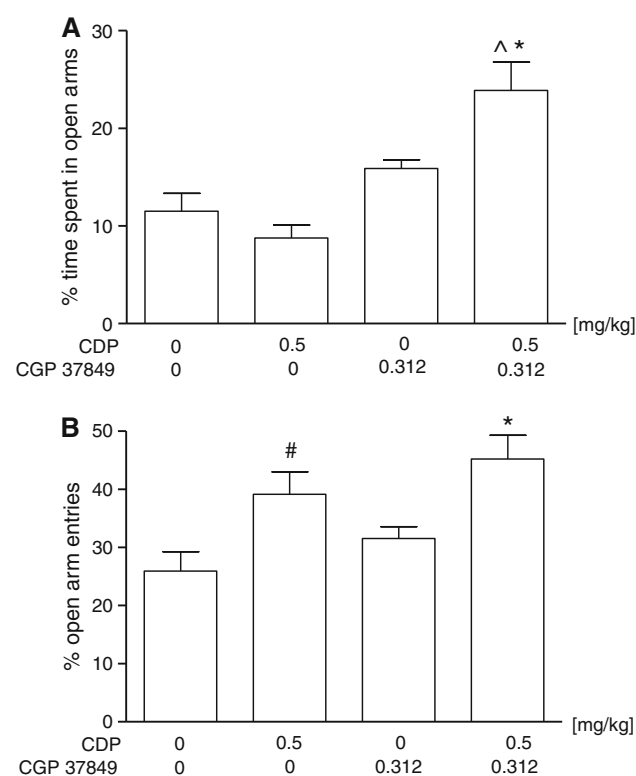 A
% time spent in open arms
30
20
10
0
^ *
[mg/kg]
CDP 0 0.5 0 0.5
CGP 37849 0 0 0.312 0.312
B
% open arm entries
50
40
30
20
10
0
#
*
[mg/kg]
CDP 0 0.5 0 0.5
CGP 37849 0 0 0.312 0.312